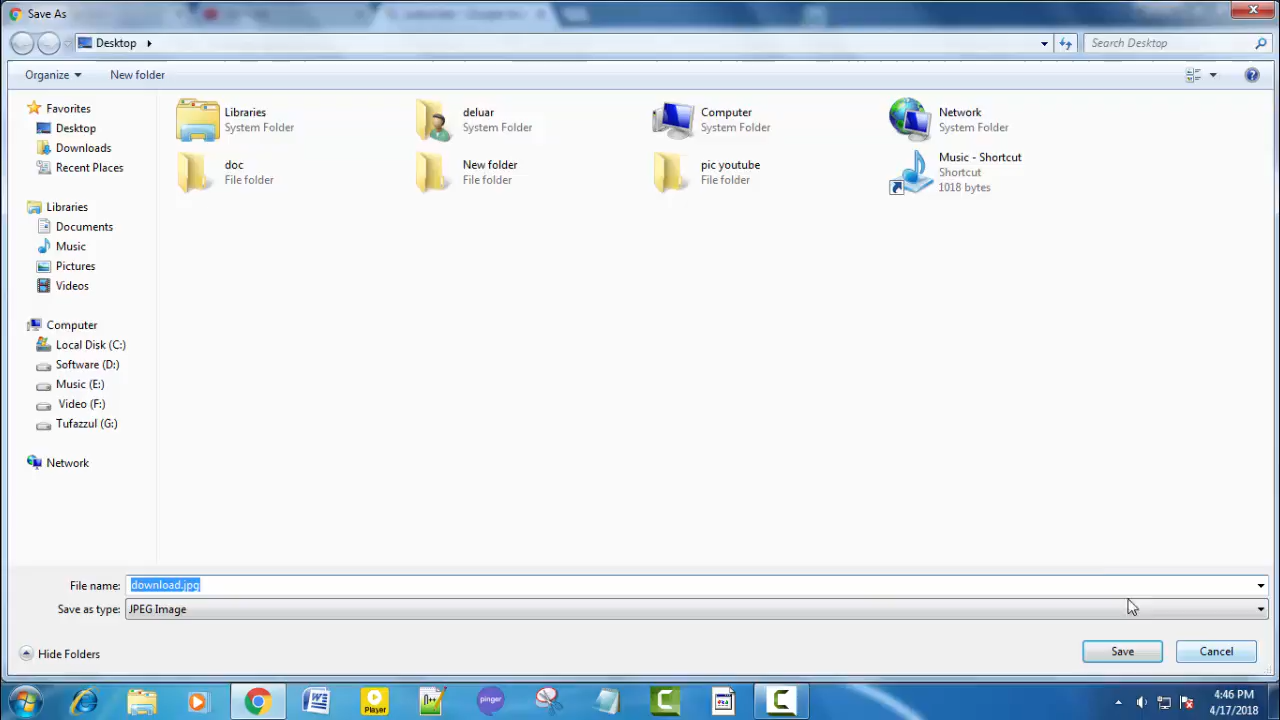 Save As
Desktop
Search Desktop
Organize
New folder
Favorites
Desktop
Downloads
Recent Places
Libraries
Documents
Music
Pictures
Videos
Computer
Local Disk (C:)
Software (D:)
Music (E:)
Video (F:)
Tufazzul (G:)
Network
Libraries
System Folder
deluar
System Folder
Computer
System Folder
Network
System Folder
doc
File folder
New folder
File folder
pic youtube
File folder
Music - Shortcut
Shortcut
1018 bytes
File name: download.jpg
Save as type: JPEG Image
Hide Folders
Save
Cancel
Player
pinger
4:46 PM
4/17/2018